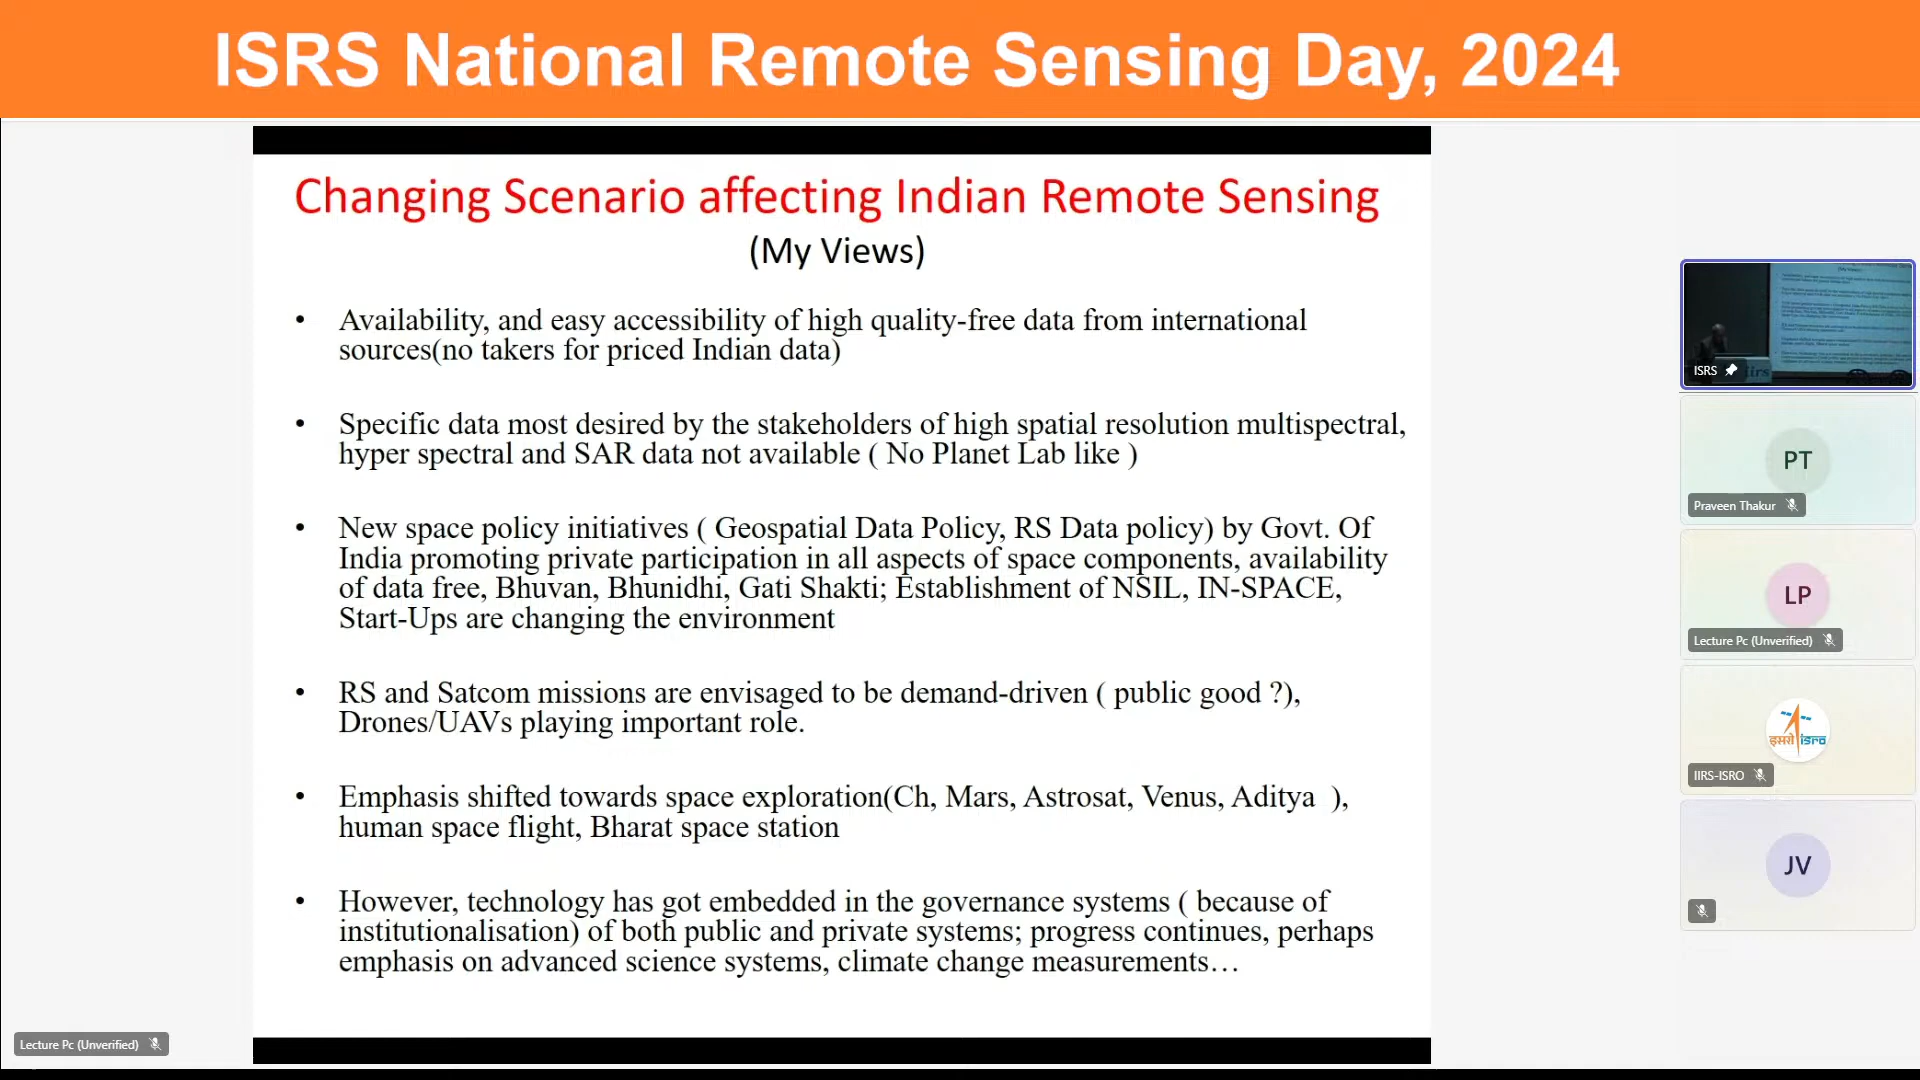 ISRS National Remote Sensing Day, 2024
Changing Scenario affecting Indian Remote Sensing
(My Views)
• Availability, and easy accessibility of high quality-free data from international
sources(no takers for priced Indian data)
• Specific data most desired by the stakeholders of high spatial resolution multispectral,
hyper spectral and SAR data not available ( No Planet Lab like )
• New space policy initiatives ( Geospatial Data Policy, RS Data policy) by Govt. Of
India promoting private participation in all aspects of space components, availability
of data free, Bhuvan, Bhunidhi, Gati Shakti; Establishment of NSIL, IN-SPACE,
Start-Ups are changing the environment
• RS and Satcom missions are envisaged to be demand-driven ( public good ?),
Drones/UAVs playing important role.
• Emphasis shifted towards space exploration(Ch, Mars, Astrosat, Venus, Aditya ),
human space flight, Bharat space station
• However, technology has got embedded in the governance systems ( because of
institutionalisation) of both public and private systems; progress continues, perhaps
emphasis on advanced science systems, climate change measurements…
Lecture Pc (Unverified)
ISRS
iirs
PT
Praveen Thakur
LP
Lecture Pc (Unverified)
इसरो isro
IIRS-ISRO
JV